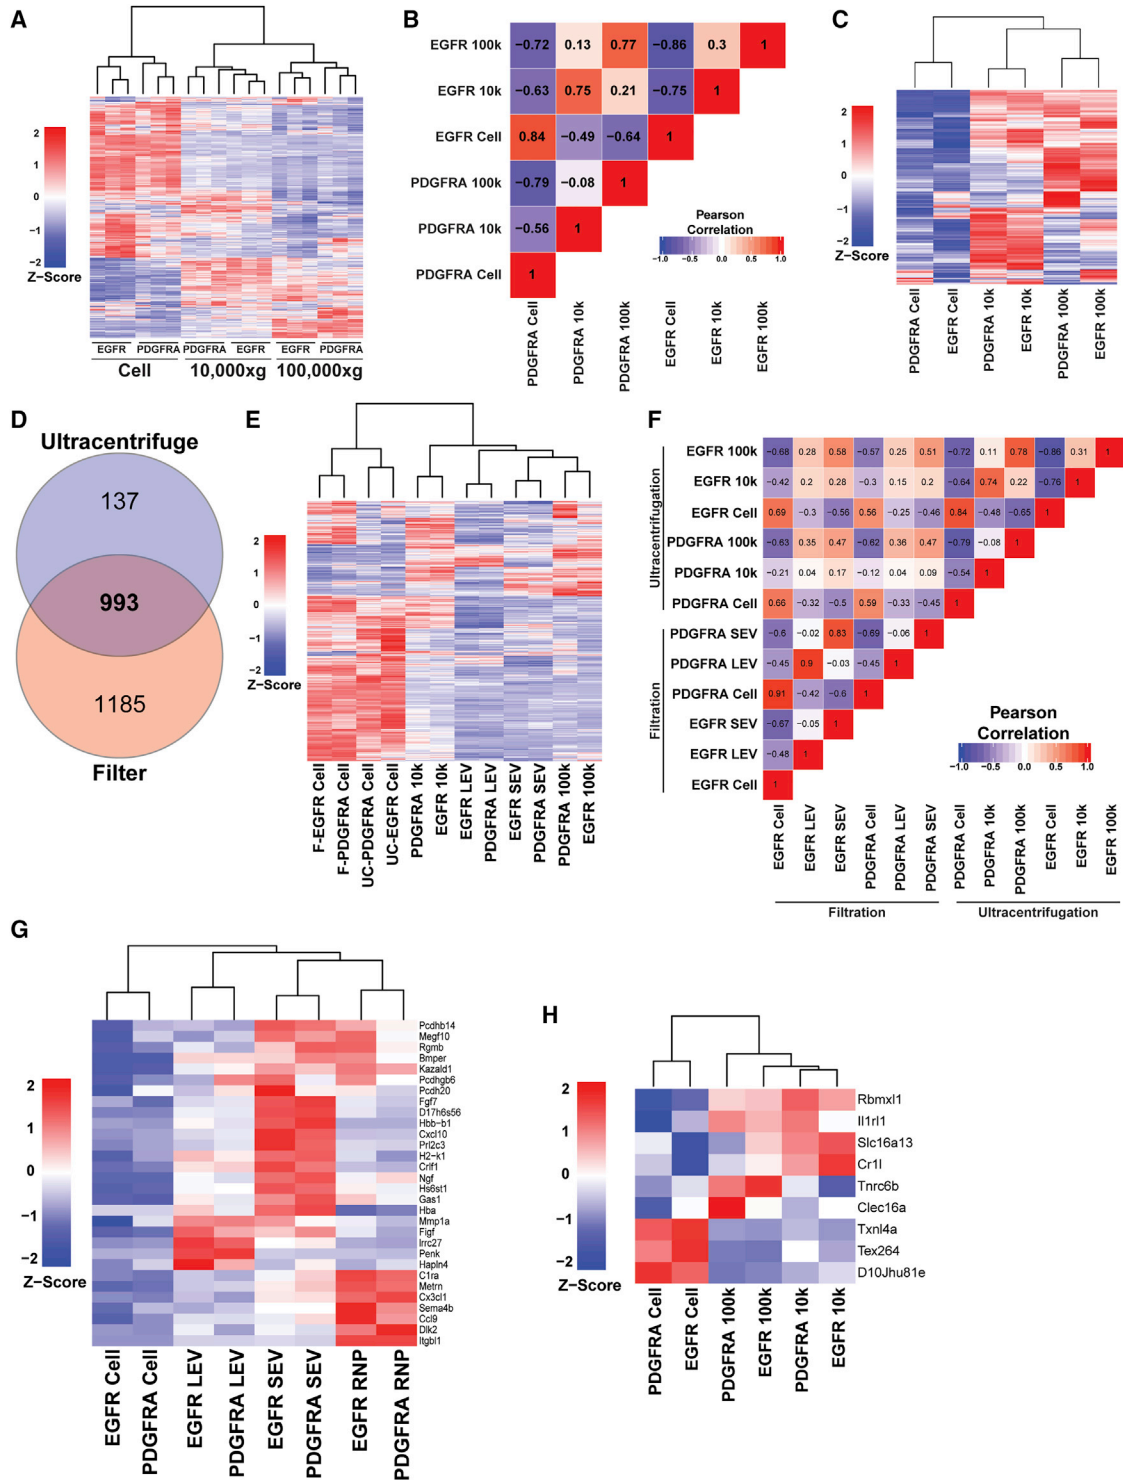 A
2
1
0
−1
−2
Z−Score
EGFR PDGFRA PDGFRA EGFR EGFR PDGFRA
Cell 10,000xg 100,000xg
B
EGFR 100k −0.72 0.13 0.77 −0.86 0.3 1
EGFR 10k −0.63 0.75 0.21 −0.75 1
EGFR Cell 0.84 −0.49 −0.64 1
PDGFRA 100k −0.79 −0.08 1
PDGFRA 10k −0.56 1
PDGFRA Cell 1
Pearson
Correlation
−1.0 −0.5 0.0 0.5 1.0
PDGFRA Cell
PDGFRA 10k
PDGFRA 100k
EGFR Cell
EGFR 10k
EGFR 100k
C
2
1
0
−1
−2
Z−Score
PDGFRA Cell
EGFR Cell
PDGFRA 10k
EGFR 10k
PDGFRA 100k
EGFR 100k
D
Ultracentrifuge
137
993
1185
Filter
E
2
1
0
−1
−2
Z−Score
F-EGFR Cell
F-PDGFRA Cell
UC-PDGFRA Cell
UC-EGFR Cell
PDGFRA 10k
EGFR 10k
EGFR LEV
PDGFRA LEV
EGFR SEV
PDGFRA SEV
PDGFRA 100k
EGFR 100k
F
Ultracentrifugation
EGFR 100k −0.68 0.28 0.58 −0.57 0.25 0.51 −0.72 0.11 0.78 −0.86 0.31 1
EGFR 10k −0.42 0.2 0.28 −0.3 0.15 0.2 −0.64 0.74 0.22 −0.76 1
EGFR Cell 0.69 −0.3 −0.56 0.56 −0.25 −0.46 0.84 −0.48 −0.65 1
PDGFRA 100k −0.63 0.35 0.47 −0.62 0.36 0.47 −0.79 −0.08 1
PDGFRA 10k −0.21 0.04 0.17 −0.12 0.04 0.09 −0.54 1
PDGFRA Cell 0.66 −0.32 −0.5 0.59 −0.33 −0.45 1
Filtration
PDGFRA SEV −0.6 −0.02 0.83 −0.69 −0.06 1
PDGFRA LEV −0.45 0.9 −0.03 −0.45 1
PDGFRA Cell 0.91 −0.42 −0.6 1
EGFR SEV −0.67 −0.05 1
EGFR LEV −0.48 1
EGFR Cell 1
Pearson
Correlation
−1.0 −0.5 0.0 0.5 1.0
EGFR Cell
EGFR LEV
EGFR SEV
PDGFRA Cell
PDGFRA LEV
PDGFRA SEV
PDGFRA Cell
PDGFRA 10k
PDGFRA 100k
EGFR Cell
EGFR 10k
EGFR 100k
Filtration Ultracentrifugation
G
2
1
0
−1
−2
Z−Score
Pcdhb14
Megf10
Rgmb
Bmper
Kazald1
Pcdhgb6
Pcdh20
Fgf7
D17h6s56
Hbb−b1
Cxcl10
Prl2c3
H2−k1
Crlf1
Ngf
Hs6st1
Gas1
Hba
Mmp1a
Figf
lrrc27
Penk
Hapln4
C1ra
Metrn
Cx3cl1
Sema4b
Ccl9
Dlk2
Itgbl1
EGFR Cell
PDGFRA Cell
EGFR LEV
PDGFRA LEV
EGFR SEV
PDGFRA SEV
EGFR RNP
PDGFRA RNP
H
2
1
0
−1
−2
Z−Score
Rbmxl1
Il1rl1
Slc16a13
Cr1l
Tnrc6b
Clec16a
Txnl4a
Tex264
D10Jhu81e
PDGFRA Cell
EGFR Cell
PDGFRA 100k
EGFR 100k
PDGFRA 10k
EGFR 10k